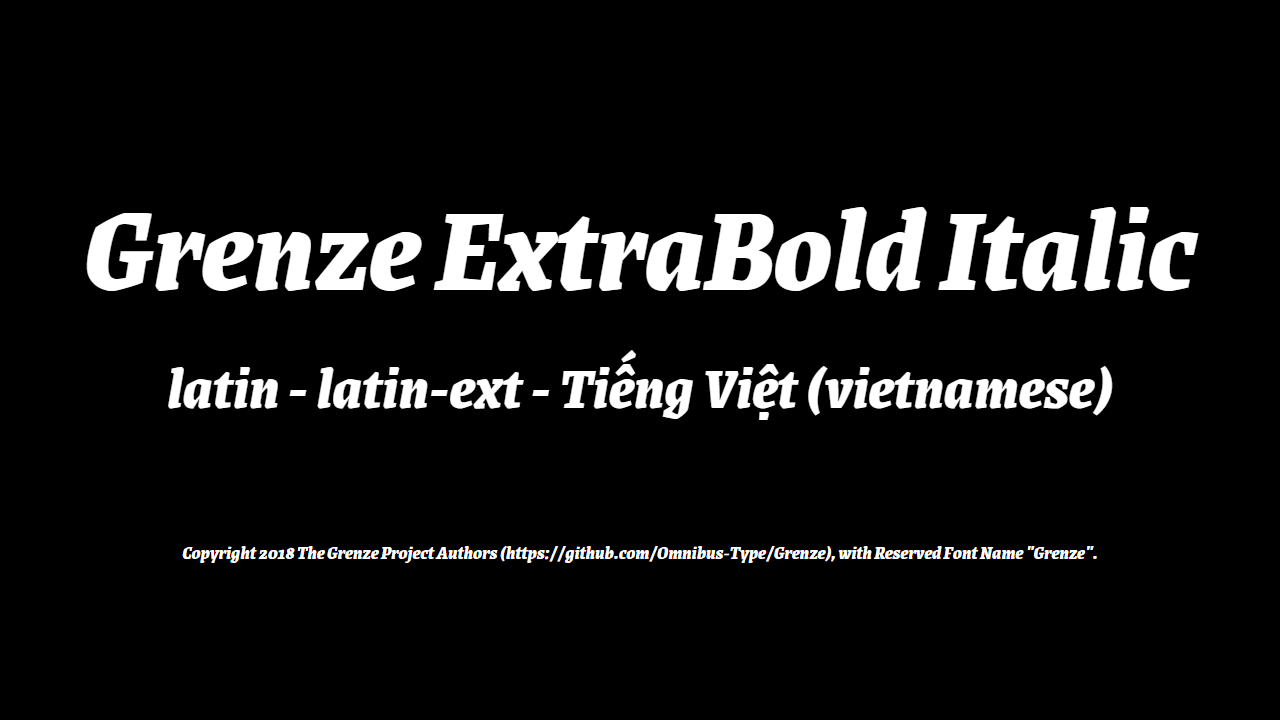 Grenze ExtraBold Italic
latin - latin-ext - Tiếng Việt (vietnamese)
Copyright 2018 The Grenze Project Authors (https://github.com/Omnibus-Type/Grenze), with Reserved Font Name "Grenze".